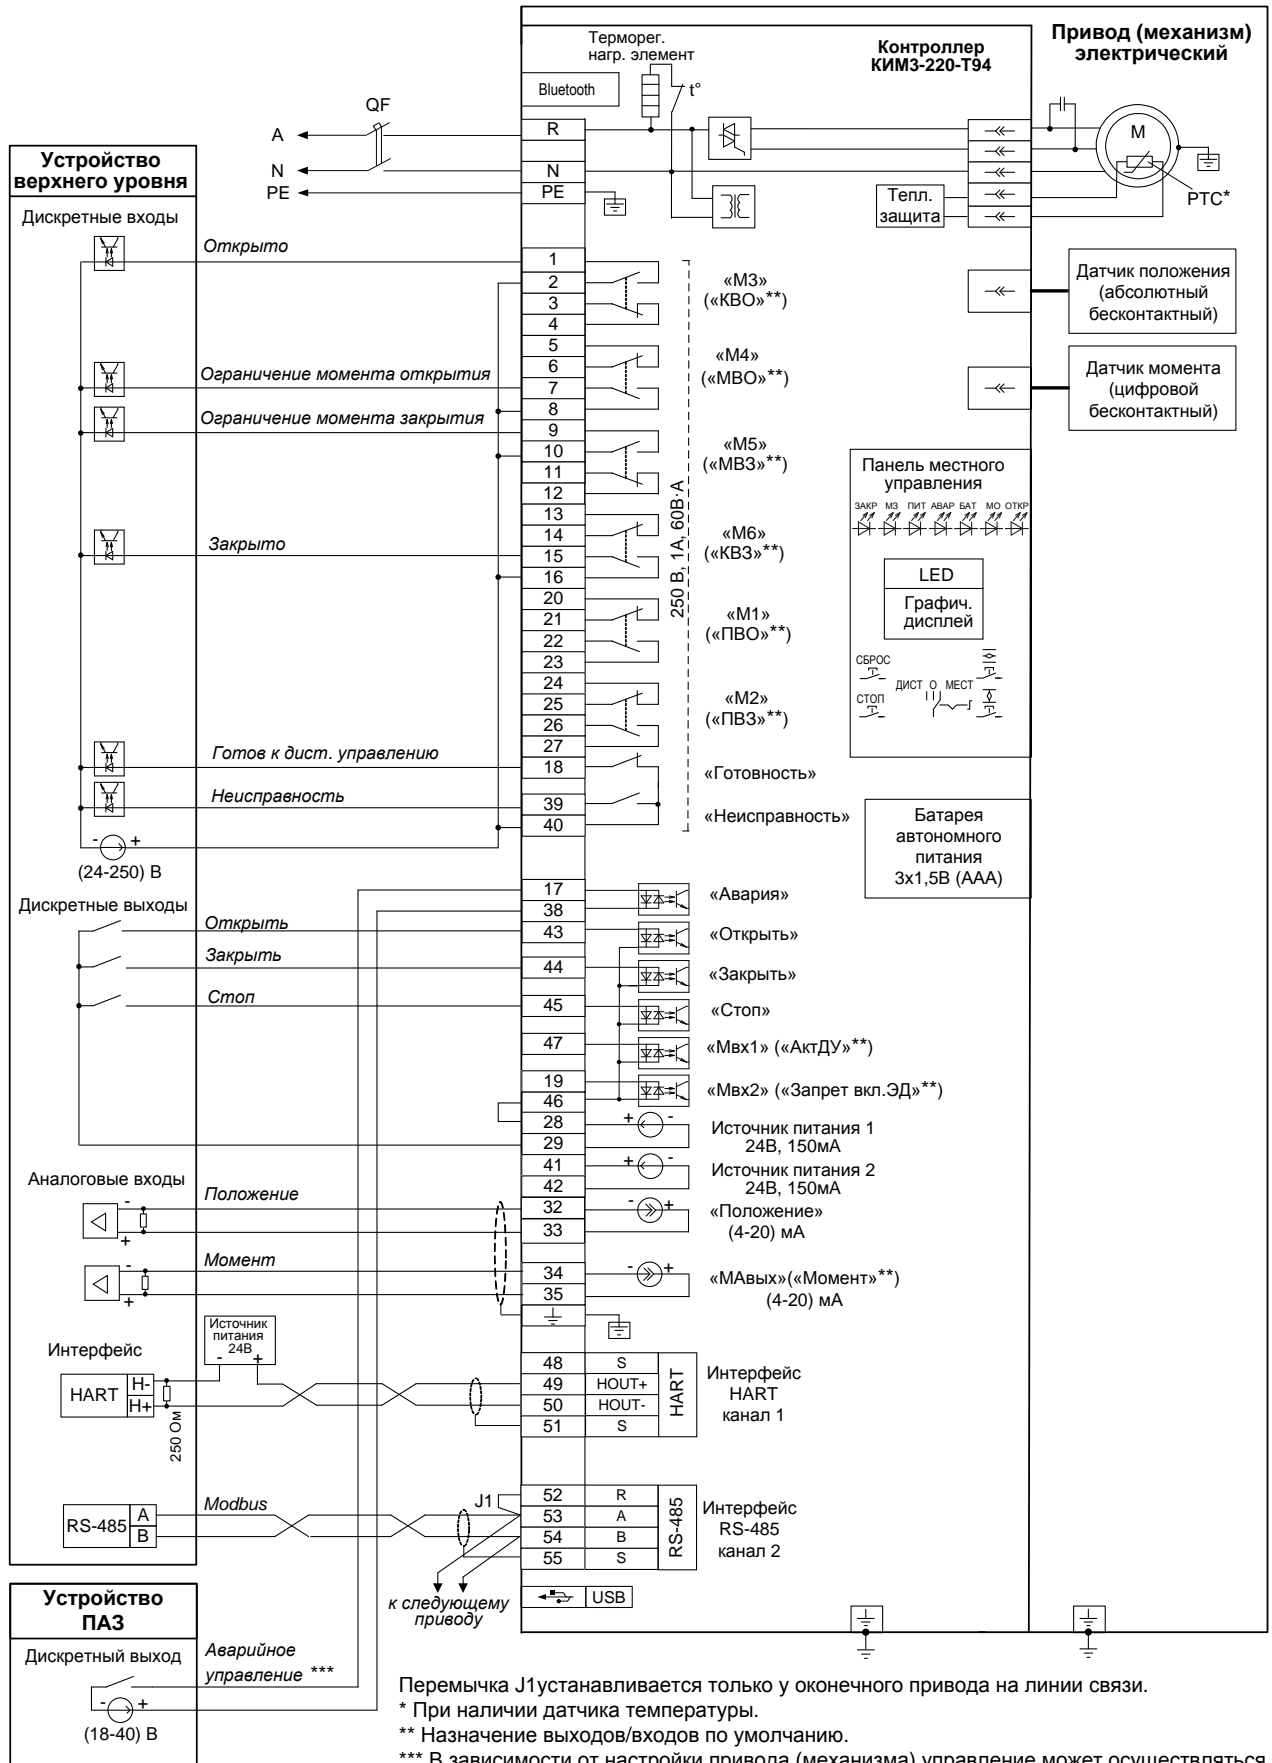 Привод (механизм)
электрический
Контроллер
КИМ3-220-Т94
Терморег.
нагр. элемент
t°
Bluetooth
QF
A
N
PE
R
N
PE
M
PTC*
Тепл.
защита
Устройство
верхнего уровня
Дискретные входы
Открыто
Ограничение момента открытия
Ограничение момента закрытия
Закрыто
Готов к дист. управлению
Неисправность
- +
(24-250) В
1
2
3
4
5
6
7
8
9
10
11
12
13
14
15
16
20
21
22
23
24
25
26
27
18
39
40
250 В, 1А, 60В·А
«М3»
(«КВО»**)
«М4»
(«МВО»**)
«М5»
(«МВЗ»**)
«М6»
(«КВЗ»**)
«М1»
(«ПВО»**)
«М2»
(«ПВЗ»**)
«Готовность»
«Неисправность»
Датчик положения
(абсолютный
бесконтактный)
Датчик момента
(цифровой
бесконтактный)
Панель местного
управления
ЗАКР МЗ ПИТ АВАР БАТ МО ОТКР
LED
Графич.
дисплей
СБРОС
СТОП
ДИСТ О МЕСТ
Батарея
автономного
питания
3х1,5В (ААА)
Дискретные выходы
Открыть
Закрыть
Стоп
17
38
43
44
45
47
19
46
28
29
41
42
32
33
34
35
«Авария»
«Открыть»
«Закрыть»
«Стоп»
«Мвх1» («АктДУ»**)
«Мвх2» («Запрет вкл.ЭД»**)
+ -
Источник питания 1
24В, 150мА
+ -
Источник питания 2
24В, 150мА
- +
«Положение»
(4-20) мА
- +
«МАвых»(«Момент»**)
(4-20) мА
Аналоговые входы
Положение
-
+
Момент
-
+
Источник
питания
24В
- +
Интерфейс
HART
H-
H+
250 Ом
48 S
49 HOUT+
50 HOUT-
51 S
HART
Интерфейс
HART
канал 1
Modbus
RS-485
A
B
J1
52 R
53 A
54 B
55 S
RS-485
Интерфейс
RS-485
канал 2
USB
к следующему
приводу
Устройство
ПАЗ
Дискретный выход
- +
(18-40) В
Аварийное
управление ***
Перемычка J1устанавливается только у оконечного привода на линии связи.
* При наличии датчика температуры.
** Назначение выходов/входов по умолчанию.
*** В зависимости от настройки привода (механизма) управление может осуществляться